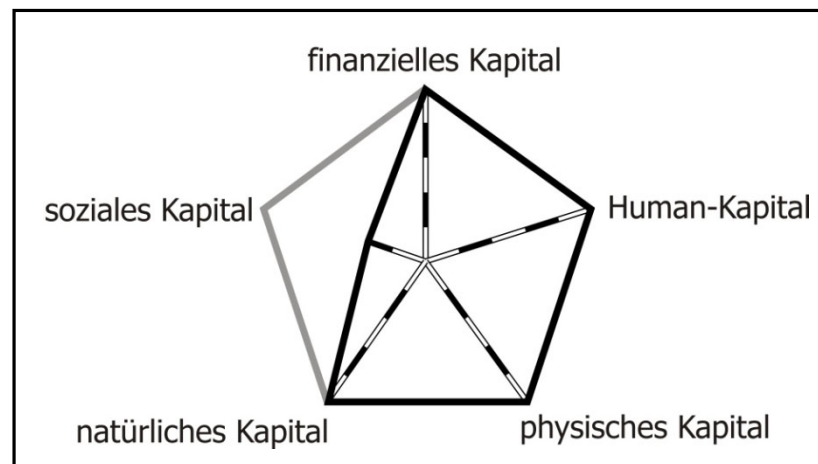 finanzielles Kapital
soziales Kapital
Human-Kapital
natürliches Kapital
physisches Kapital